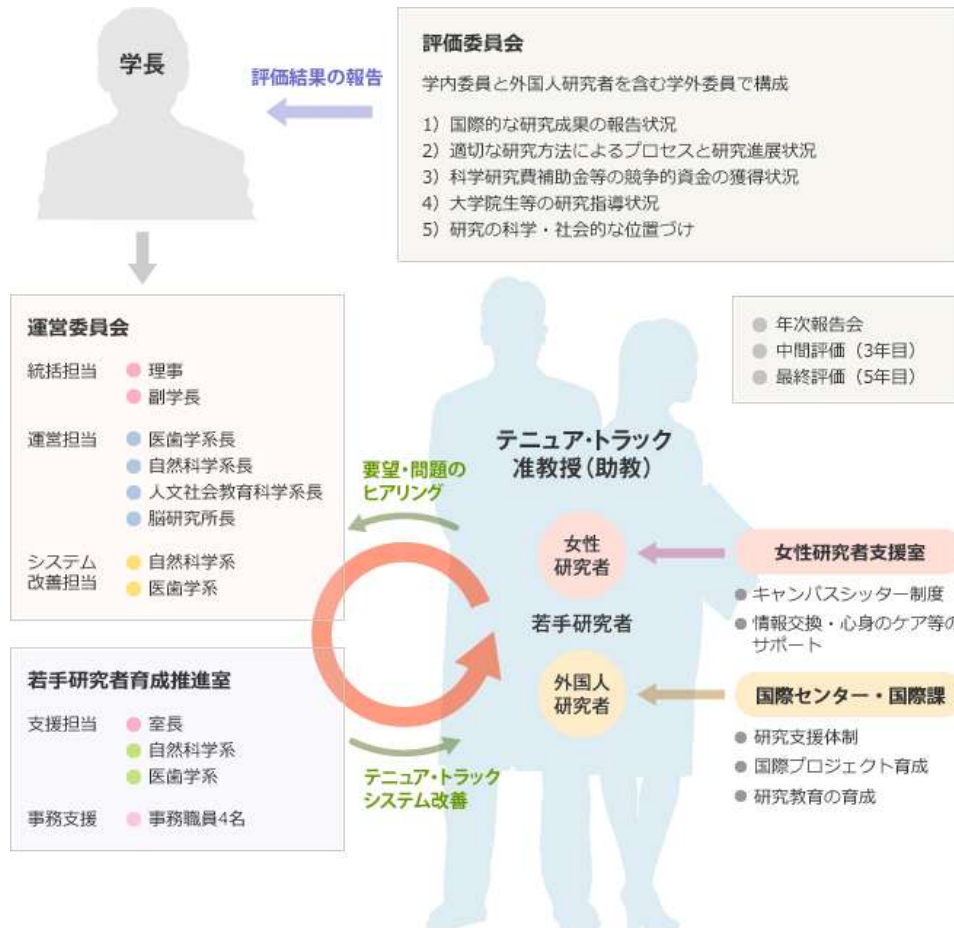 学長
評価結果の報告
評価委員会
学内委員と外国人研究者を含む学外委員で構成
1）国際的な研究成果の報告状況
2）適切な研究方法によるプロセスと研究進展状況
3）科学研究費補助金等の競争的資金の獲得状況
4）大学院生等の研究指導状況
5）研究の科学・社会的な位置づけ
運営委員会
統括担当 ● 理事
● 副学長
運営担当 ● 医歯学系長
● 自然科学系長
● 人文社会教育科学系長
● 脳研究所長
システム
改善担当
● 自然科学系
● 医歯学系
若手研究者育成推進室
支援担当 ● 室長
● 自然科学系
● 医歯学系
事務支援 ● 事務職員4名
要望・問題の
ヒアリング
テニュア・トラック
システム改善
● 年次報告会
● 中間評価（3年目）
● 最終評価（5年目）
テニュア・トラック
准教授（助教）
女性
研究者
若手研究者
外国人
研究者
女性研究者支援室
● キャンパスシッター制度
● 情報交換・心身のケア等の
サポート
国際センター・国際課
● 研究支援体制
● 国際プロジェクト育成
● 研究教育の育成